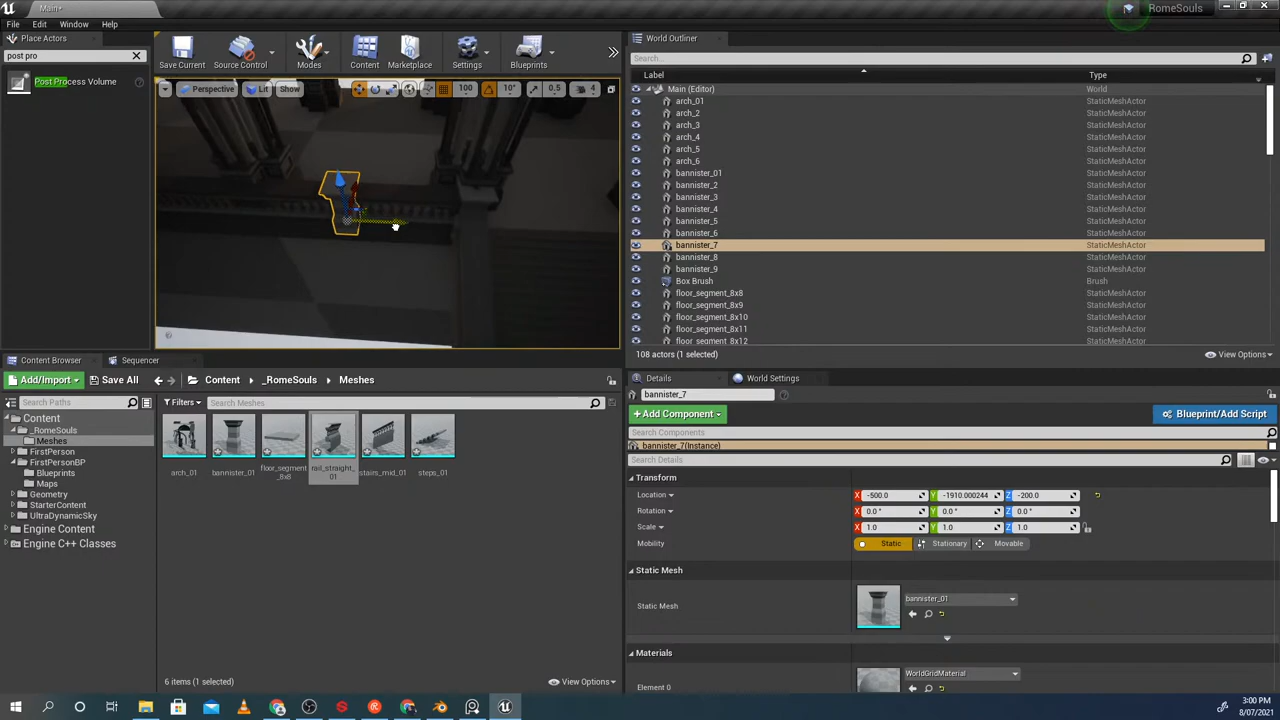 Main+
RomeSouls
File Edit Window Help
Place Actors
post pro
Post Process Volume
Save Current
Source Control
Modes
Content
Marketplace
Settings
Blueprints
Perspective
Lit
Show
100
10°
0.5
4
World Outliner
Search...
Label
Type
Main (Editor) World
arch_01 StaticMeshActor
arch_2 StaticMeshActor
arch_3 StaticMeshActor
arch_4 StaticMeshActor
arch_5 StaticMeshActor
arch_6 StaticMeshActor
bannister_01 StaticMeshActor
bannister_2 StaticMeshActor
bannister_3 StaticMeshActor
bannister_4 StaticMeshActor
bannister_5 StaticMeshActor
bannister_6 StaticMeshActor
bannister_7 StaticMeshActor
bannister_8 StaticMeshActor
bannister_9 StaticMeshActor
Box Brush Brush
floor_segment_8x8 StaticMeshActor
floor_segment_8x9 StaticMeshActor
floor_segment_8x10 StaticMeshActor
floor_segment_8x11 StaticMeshActor
floor_segment_8x12 StaticMeshActor
108 actors (1 selected)
View Options
Content Browser
Sequencer
Add/Import
Save All
Content
_RomeSouls
Meshes
Search Paths
Filters
Search Meshes
Content
_RomeSouls
Meshes
FirstPerson
FirstPersonBP
Blueprints
Maps
Geometry
StarterContent
UltraDynamicSky
Engine Content
Engine C++ Classes
arch_01
bannister_01
floor_segment_
8x8
rail_straight_
01
stairs_mid_01
steps_01
6 items (1 selected)
View Options
Details
World Settings
bannister_7
+Add Component
Blueprint/Add Script
Search Components
bannister_7(Instance)
Search Details
Transform
Location X -500.0 Y -1910.000244 Z -200.0
Rotation X 0.0 ° Y 0.0 ° Z 0.0 °
Scale X 1.0 Y 1.0 Z 1.0
Mobility Static Stationary Movable
Static Mesh
Static Mesh
bannister_01
Materials
Element 0
WorldGridMaterial
3:00 PM
8/07/2021